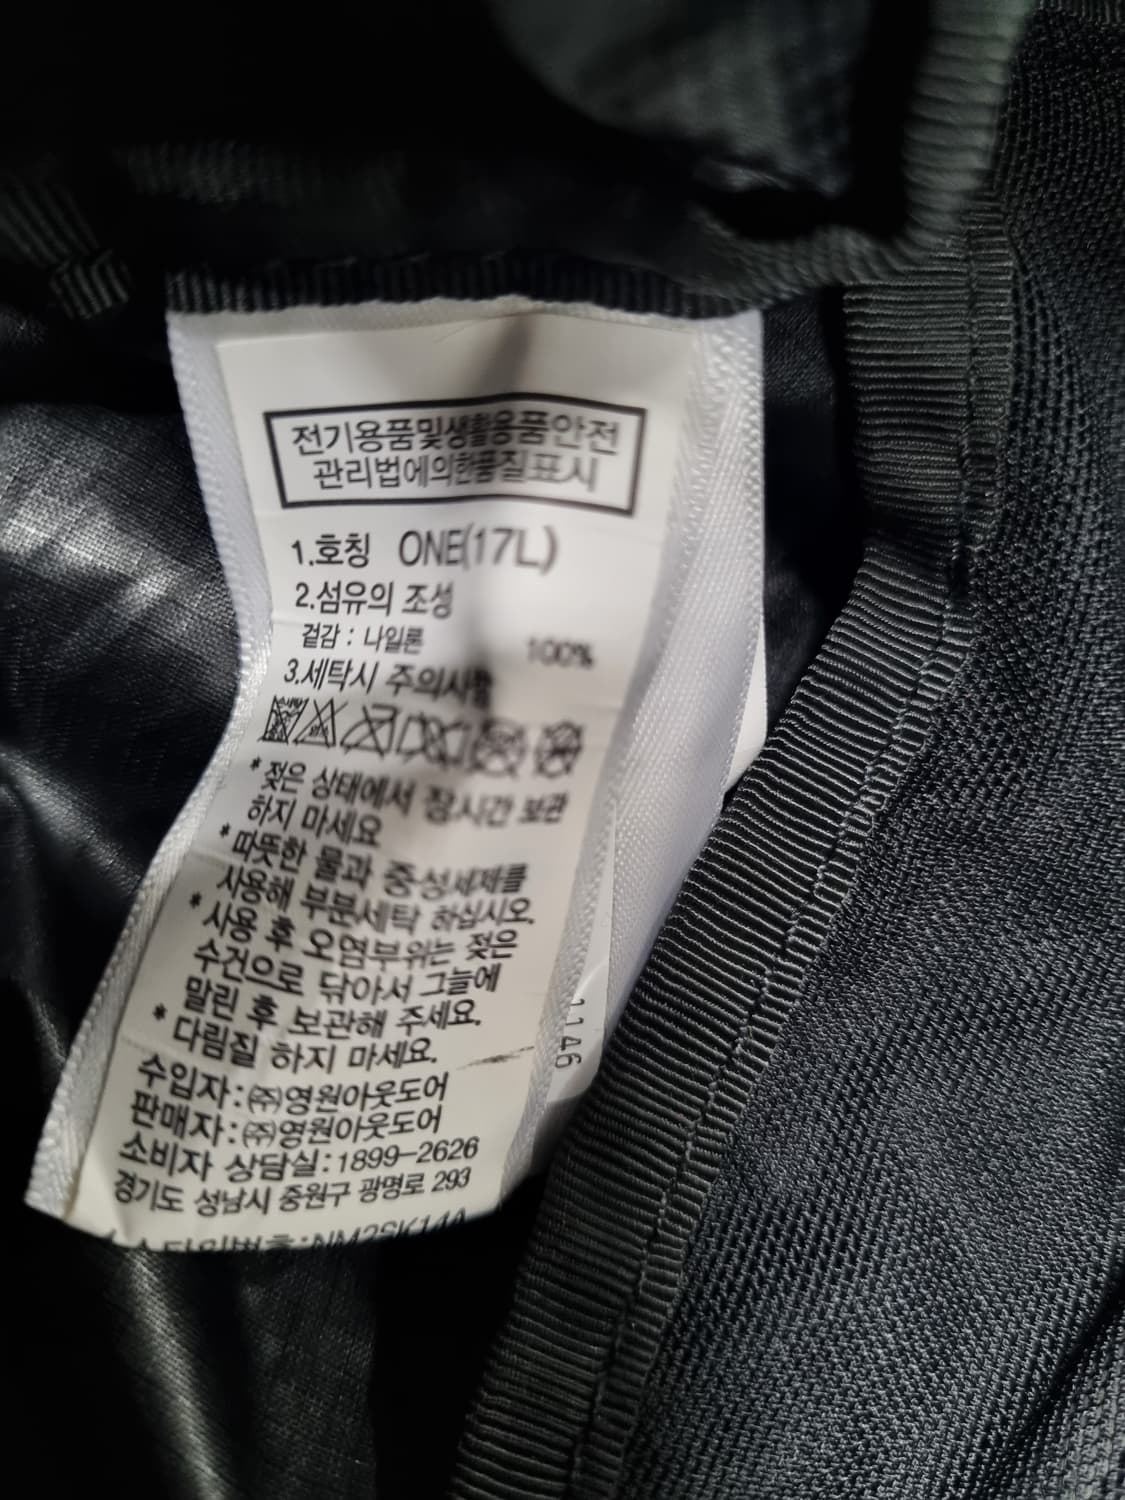 전기용품및생활용품안전
관리법에의한품질표시
1.호칭 ONE(17L)
2.섬유의 조성
겉감 : 나일론 100%
3.세탁시 주의사항
*젖은 상태에서 장시간 보관
하지 마세요
*따뜻한 물과 중성세제를
사용해 부분세탁 하십시오.
*사용 후 오염부위는 젖은
수건으로 닦아서 그늘에
말린 후 보관해 주세요.
*다림질 하지 마세요.
수입자:㈜영원아웃도어
판매자:㈜영원아웃도어
소비자 상담실:1899-2626
경기도 성남시 중원구 광명로 293
1146